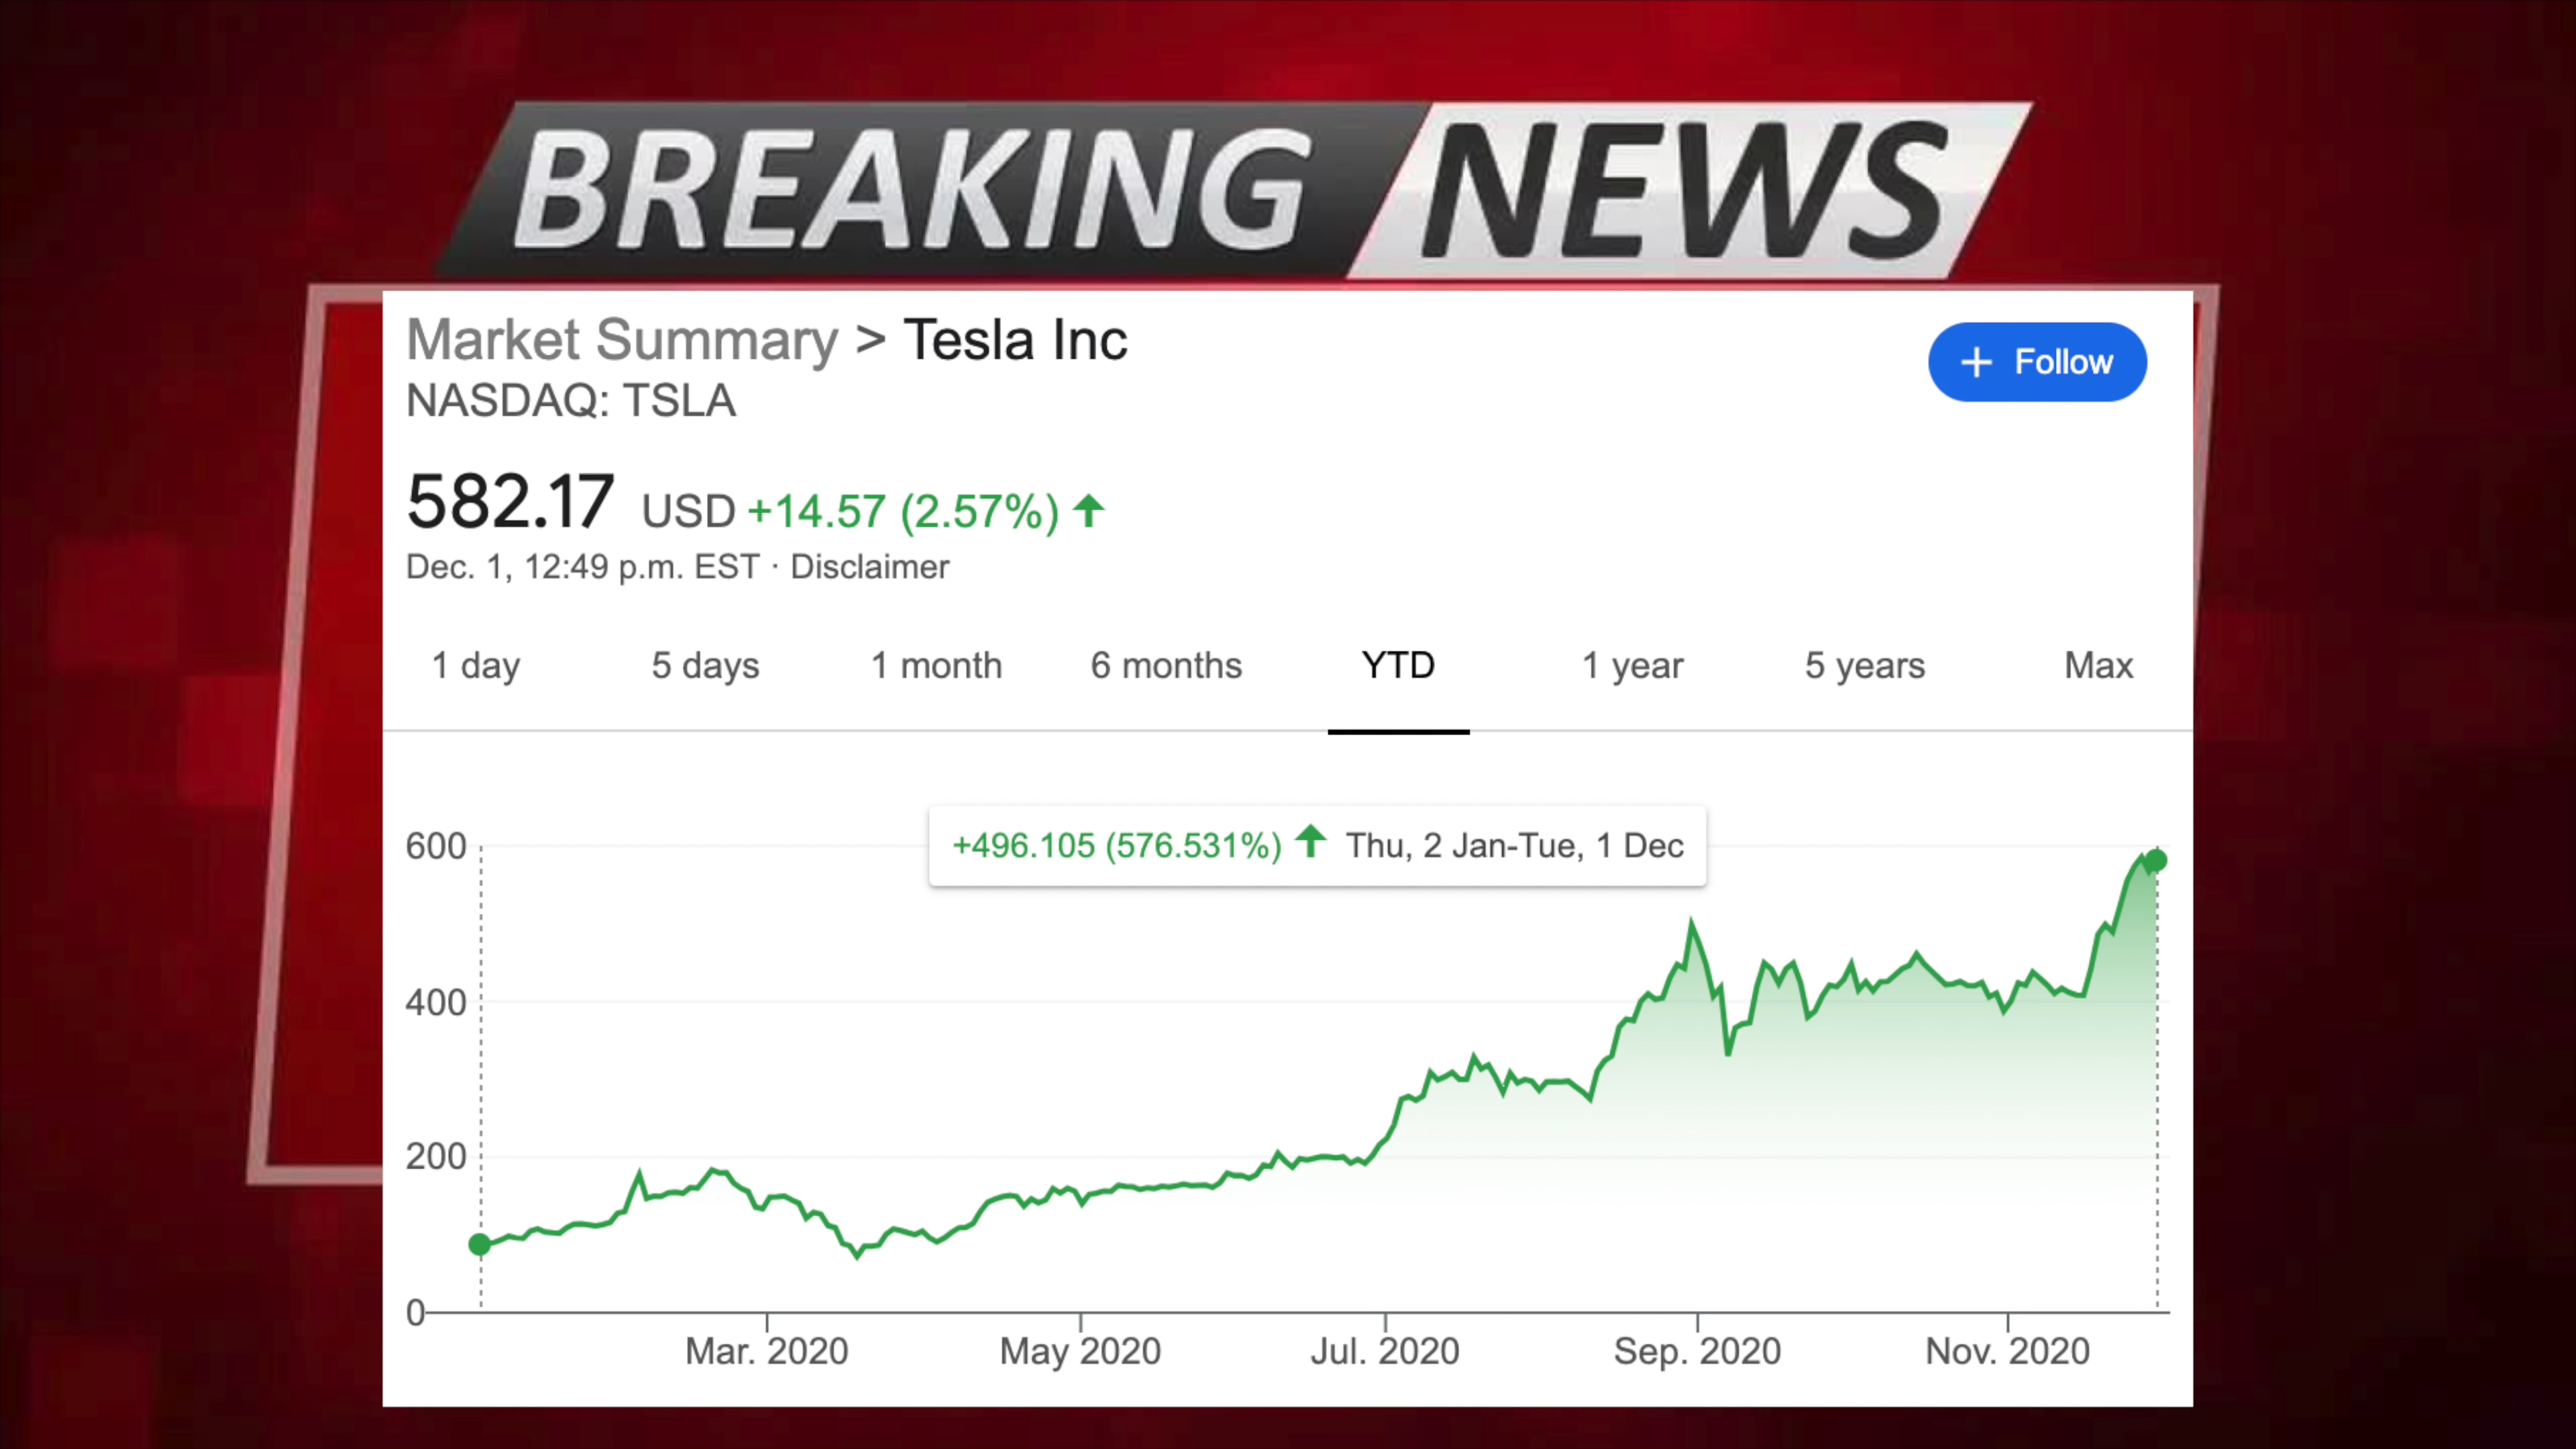 BREAKING NEWS
Market Summary > Tesla Inc
+ Follow
NASDAQ: TSLA
582.17 USD +14.57 (2.57%)
Dec. 1, 12:49 p.m. EST · Disclaimer
1 day 5 days 1 month 6 months YTD 1 year 5 years Max
+496.105 (576.531%) Thu, 2 Jan-Tue, 1 Dec
600
400
200
0
Mar. 2020 May 2020 Jul. 2020 Sep. 2020 Nov. 2020